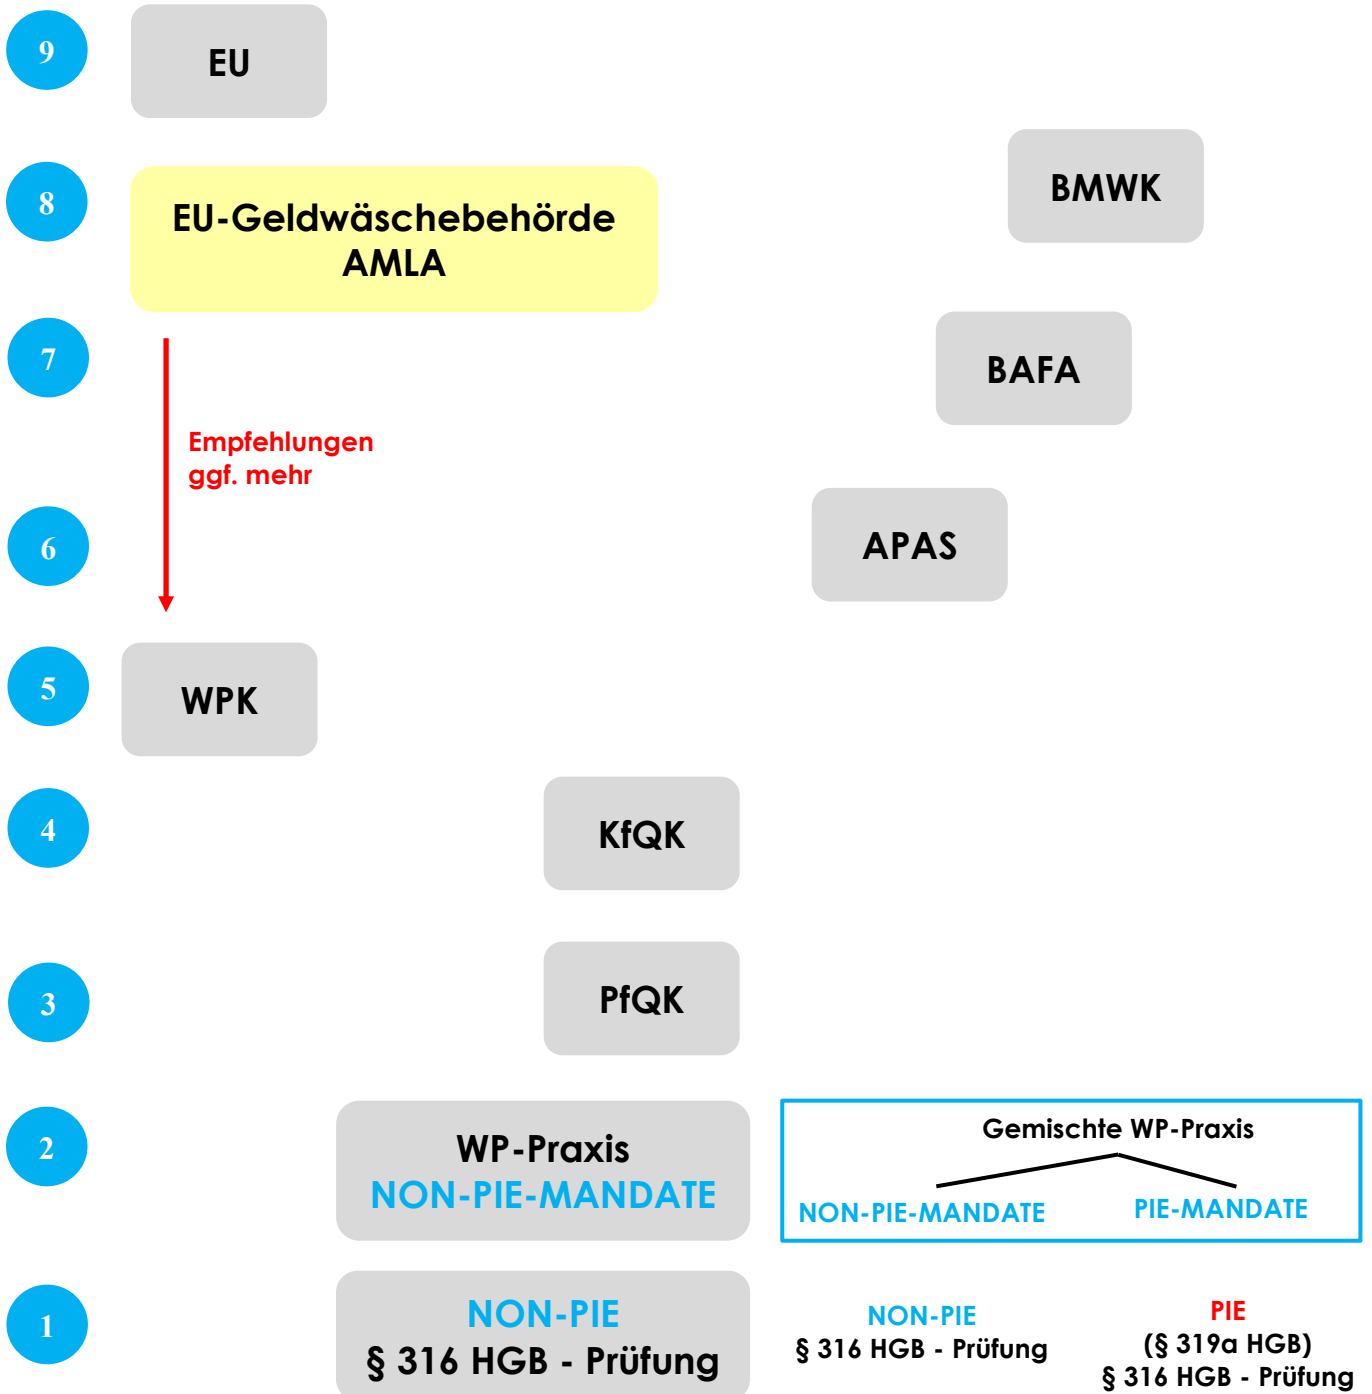 9
EU
BMWK
8
EU-Geldwäschebehörde
AMLA
7
BAFA
Empfehlungen
ggf. mehr
6
APAS
5
WPK
4
KfQK
3
PfQK
2
WP-Praxis
NON-PIE-MANDATE
Gemischte WP-Praxis
NON-PIE-MANDATE
PIE-MANDATE
1
NON-PIE
§ 316 HGB - Prüfung
NON-PIE
§ 316 HGB - Prüfung
PIE
(§ 319a HGB)
§ 316 HGB - Prüfung